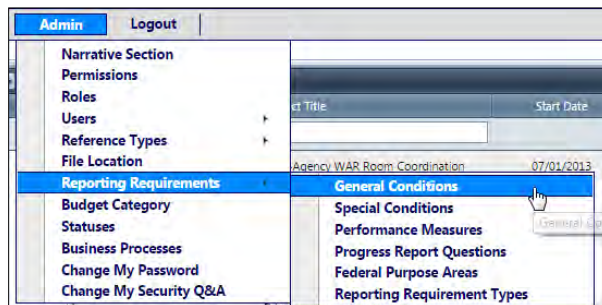 Admin Logout
Narrative Section
Permissions
Roles
Users
Reference Types
File Location
Reporting Requirements
Budget Category
Statuses
Business Processes
Change My Password
Change My Security Q&A
ct Title Start Date
-Agency WAR Room Coordination 07/01/2013
General Conditions
Special Conditions
Performance Measures
Progress Report Questions
Federal Purpose Areas
Reporting Requirement Types
General Co